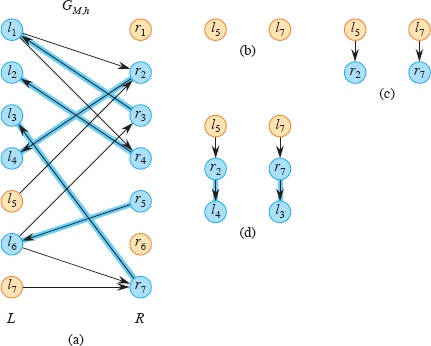 G_{M,h}
l_1 r_1 l_5 l_7 l_5 l_7
(b)
l_2 r_2 r_2 r_7
(c)
l_3 r_3
l_4 r_4 l_5 l_7
l_5 r_5 r_2 r_7
l_6 r_6 l_4 l_3
(d)
l_7 r_7
L R
(a)